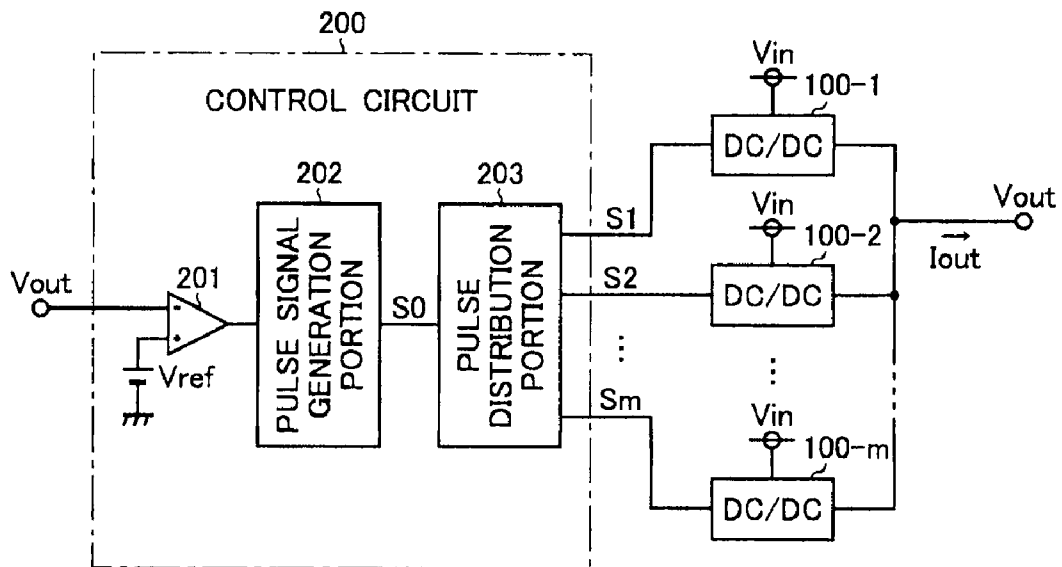 200
CONTROL CIRCUIT
Vout
201
Vref
202
PULSE SIGNAL
GENERATION
PORTION
S0
203
PULSE
DISTRIBUTION
PORTION
S1
S2
⋮
Sm
Vin
100-1
DC/DC
Vin
100-2
DC/DC
⋮
Vin
100-m
DC/DC
Vout
Iout